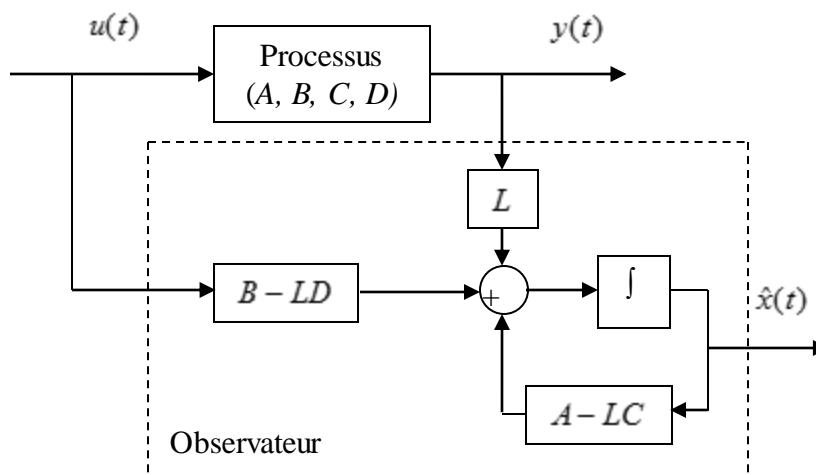 u(t)
y(t)
Processus
(A, B, C, D)
L
B − LD
+
∫
x̂(t)
A − LC
Observateur